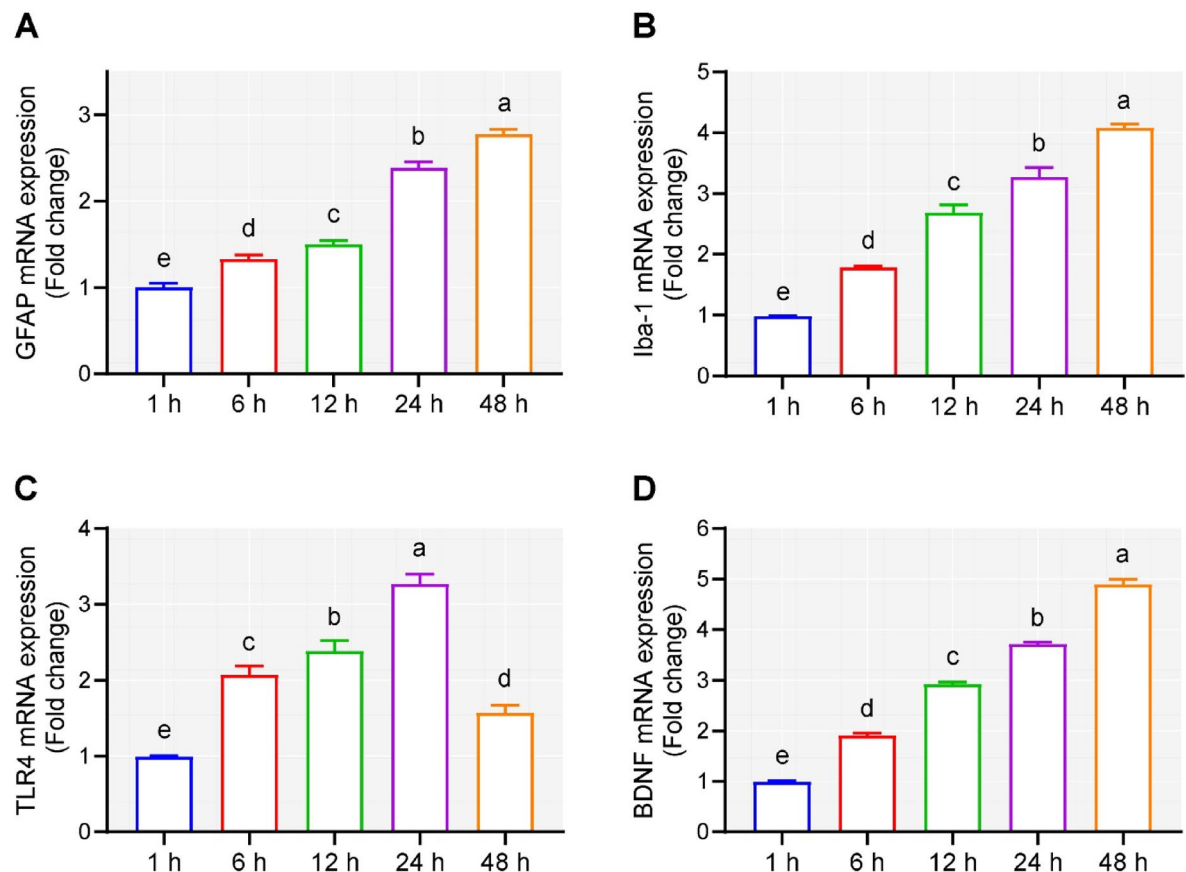 A
GFAP mRNA expression
(Fold change)
3
2
1
0
e
d
c
b
a
1 h 6 h 12 h 24 h 48 h
B
Iba-1 mRNA expression
(Fold change)
5
4
3
2
1
0
e
d
c
b
a
1 h 6 h 12 h 24 h 48 h
C
TLR4 mRNA expression
(Fold change)
4
3
2
1
0
e
c
b
a
d
1 h 6 h 12 h 24 h 48 h
D
BDNF mRNA expression
(Fold change)
6
5
4
3
2
1
0
e
d
c
b
a
1 h 6 h 12 h 24 h 48 h